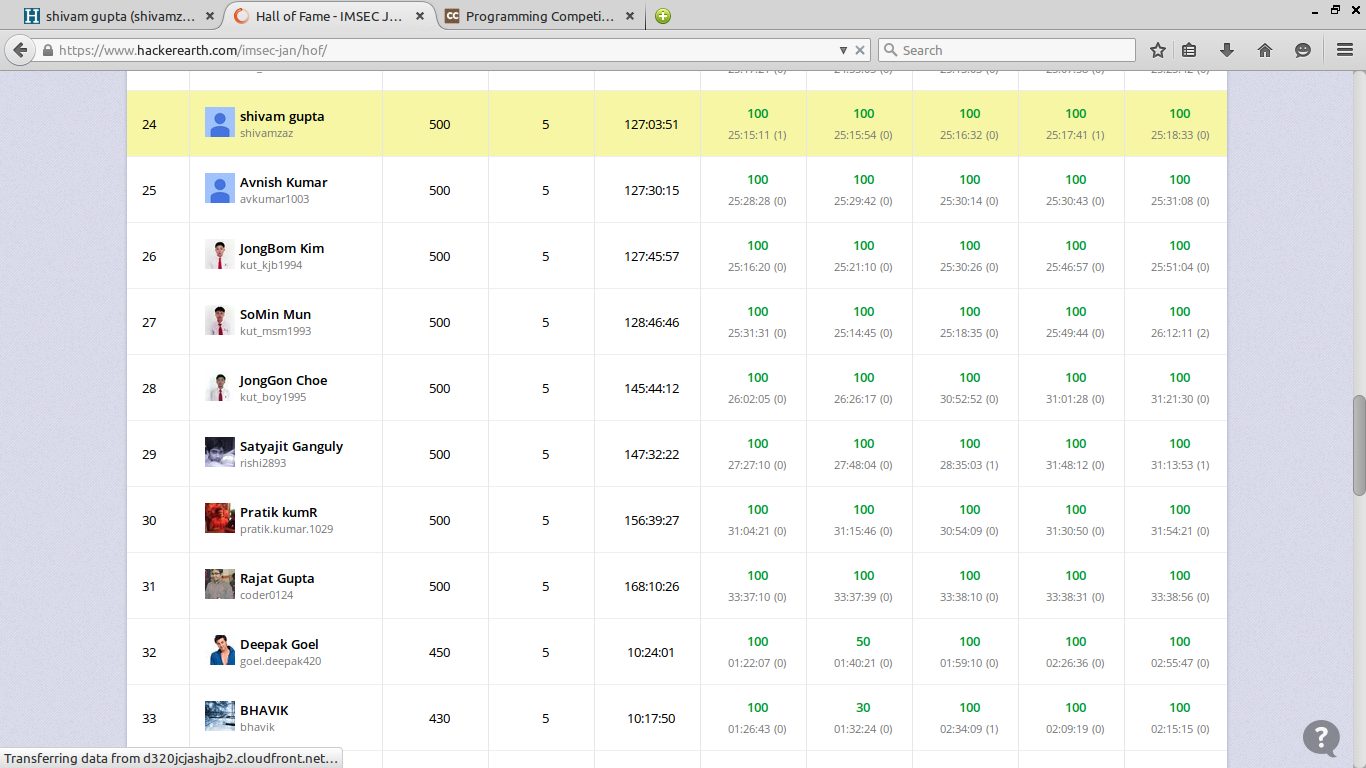 shivam gupta (shivamz... ×
Hall of Fame - IMSEC J... ×
Programming Competi... ×
https://www.hackerearth.com/imsec-jan/hof/
Search
24 shivam gupta 500 5 127:03:51 100 100 100 100 100
shivamzaz 25:15:11 (1) 25:15:54 (0) 25:16:32 (0) 25:17:41 (1) 25:18:33 (0)
25 Avnish Kumar 500 5 127:30:15 100 100 100 100 100
avkumar1003 25:28:28 (0) 25:29:42 (0) 25:30:14 (0) 25:30:43 (0) 25:31:08 (0)
26 JongBom Kim 500 5 127:45:57 100 100 100 100 100
kut_kjb1994 25:16:20 (0) 25:21:10 (0) 25:30:26 (0) 25:46:57 (0) 25:51:04 (0)
27 SoMin Mun 500 5 128:46:46 100 100 100 100 100
kut_msm1993 25:31:31 (0) 25:14:45 (0) 25:18:35 (0) 25:49:44 (0) 26:12:11 (2)
28 JongGon Choe 500 5 145:44:12 100 100 100 100 100
kut_boy1995 26:02:05 (0) 26:26:17 (0) 30:52:52 (0) 31:01:28 (0) 31:21:30 (0)
29 Satyajit Ganguly 500 5 147:32:22 100 100 100 100 100
rishi2893 27:27:10 (0) 27:48:04 (0) 28:35:03 (1) 31:48:12 (0) 31:13:53 (1)
30 Pratik kumR 500 5 156:39:27 100 100 100 100 100
pratik.kumar.1029 31:04:21 (0) 31:15:46 (0) 30:54:09 (0) 31:30:50 (0) 31:54:21 (0)
31 Rajat Gupta 500 5 168:10:26 100 100 100 100 100
coder0124 33:37:10 (0) 33:37:39 (0) 33:38:10 (0) 33:38:31 (0) 33:38:56 (0)
32 Deepak Goel 450 5 10:24:01 100 50 100 100 100
goel.deepak420 01:22:07 (0) 01:40:21 (0) 01:59:10 (0) 02:26:36 (0) 02:55:47 (0)
33 BHAVIK 430 5 10:17:50 100 30 100 100 100
bhavik 01:26:43 (0) 01:32:24 (0) 02:34:09 (1) 02:09:19 (0) 02:15:15 (0)
?
Transferring data from d320jcjashajb2.cloudfront.net...